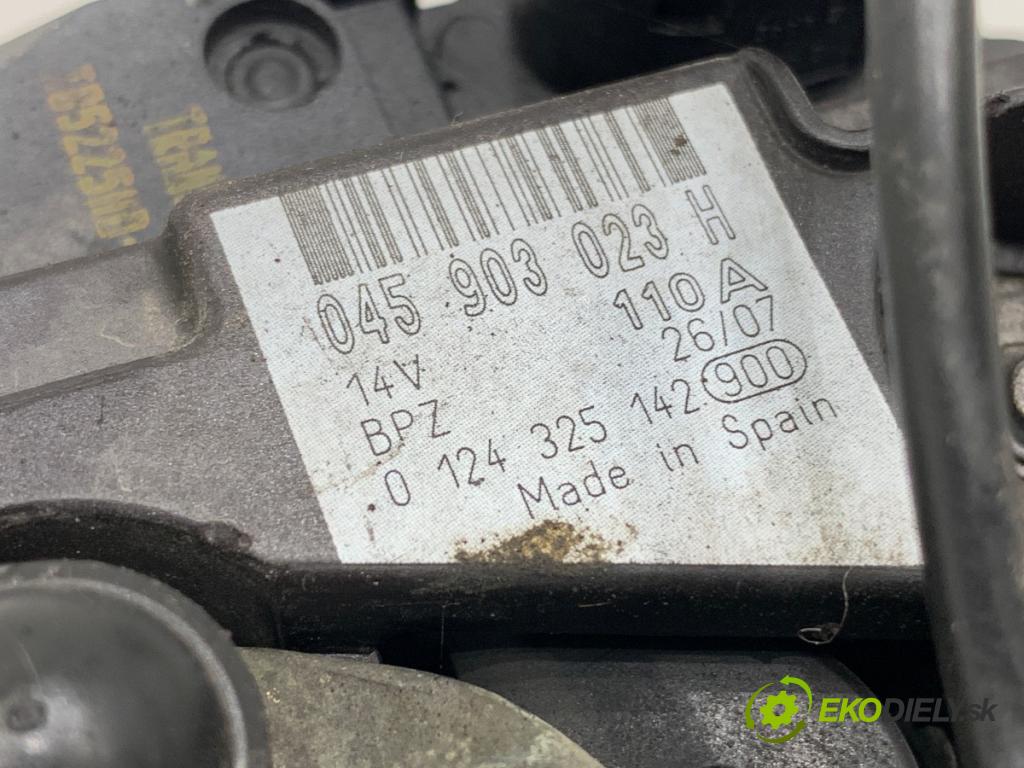 045 903 023 H
14V 110 A
BPZ 26/07
0 124 325 142 900
Made in Spain
EKODIELY.sk